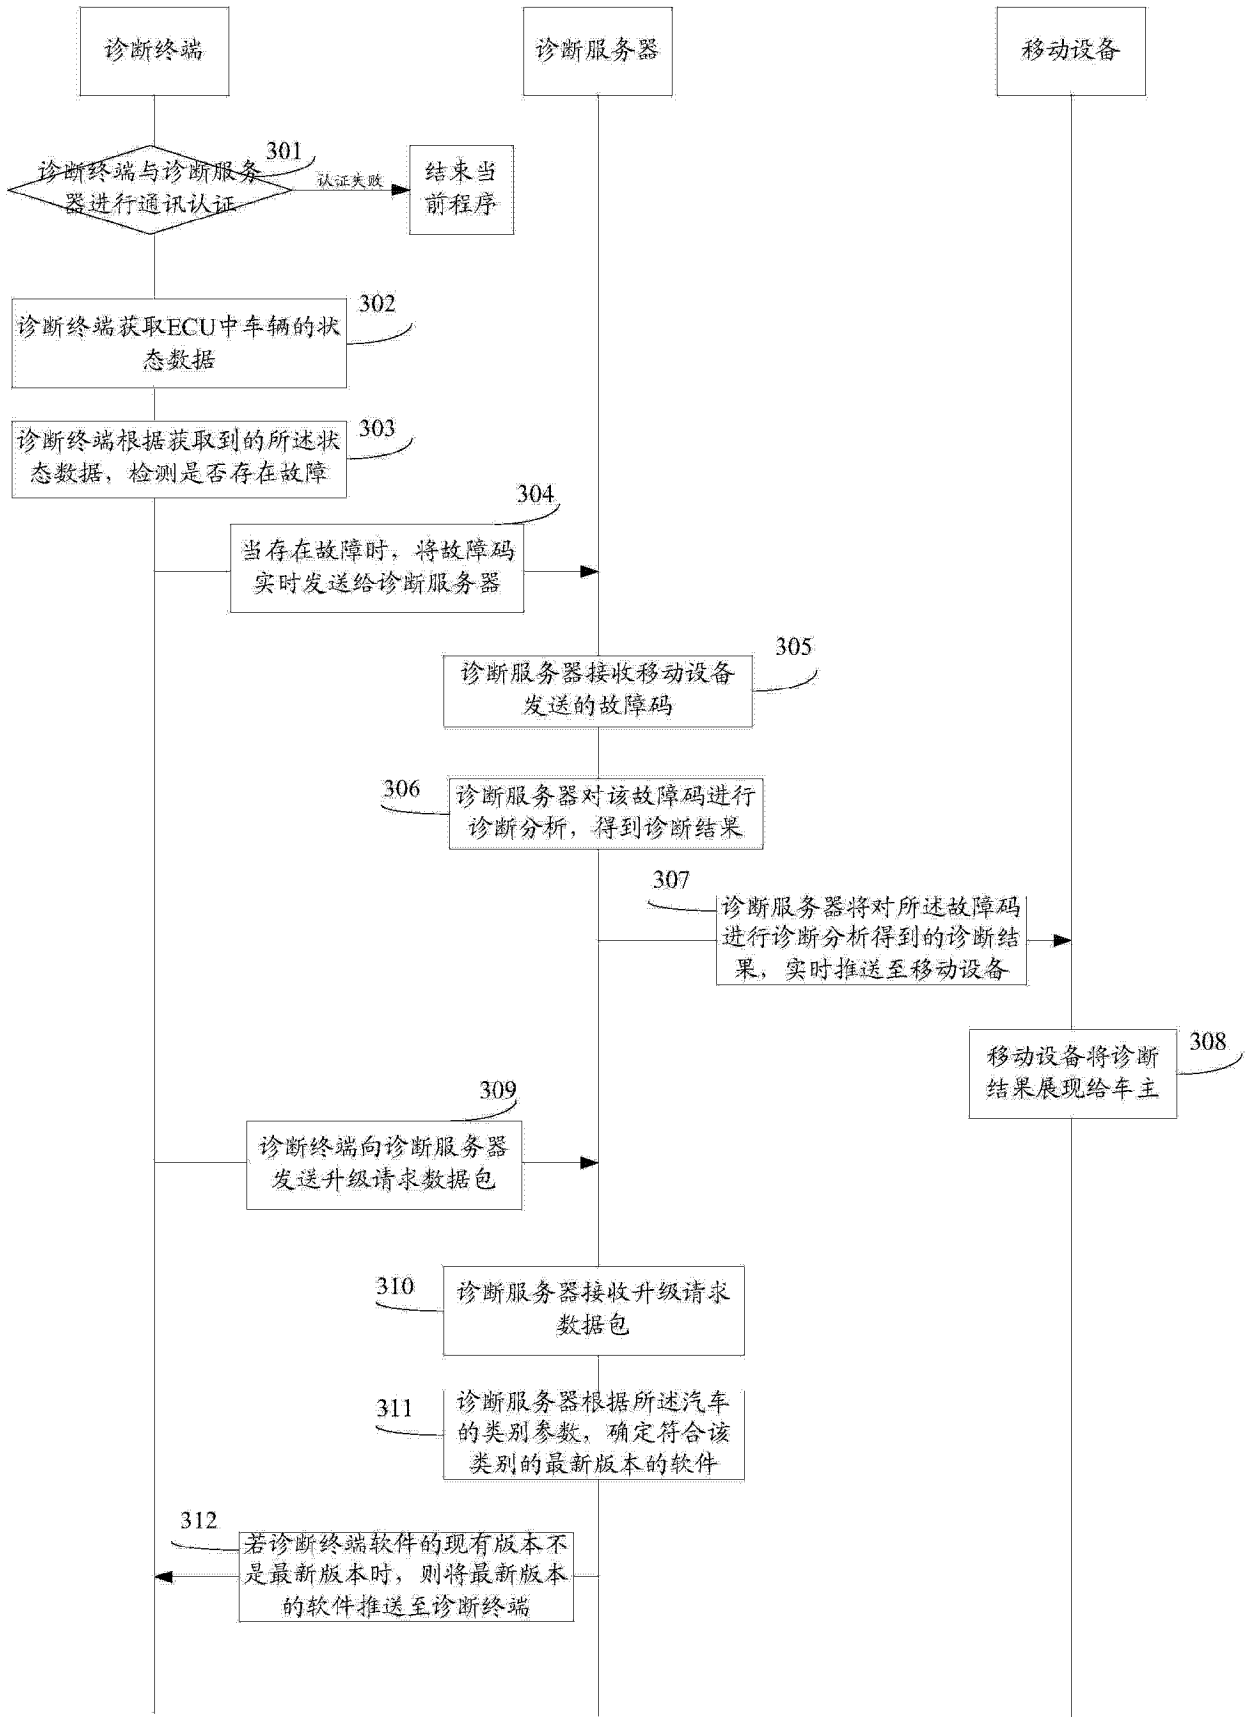 诊断终端
诊断服务器
移动设备
301
诊断终端与诊断服务
器进行通讯认证
认证失败
结束当
前程序
302
诊断终端获取ECU中车辆的状
态数据
303
诊断终端根据获取到的所述状
态数据，检测是否存在故障
304
当存在故障时，将故障码
实时发送给诊断服务器
305
诊断服务器接收移动设备
发送的故障码
306
诊断服务器对该故障码进行
诊断分析，得到诊断结果
307
诊断服务器将对所述故障码
进行诊断分析得到的诊断结
果，实时推送至移动设备
308
移动设备将诊断
结果展现给车主
309
诊断终端向诊断服务器
发送升级请求数据包
310
诊断服务器接收升级请求
数据包
311
诊断服务器根据所述汽车
的类别参数，确定符合该
类别的最新版本的软件
312
若诊断终端软件的现有版本不
是最新版本时，则将最新版本
的软件推送至诊断终端